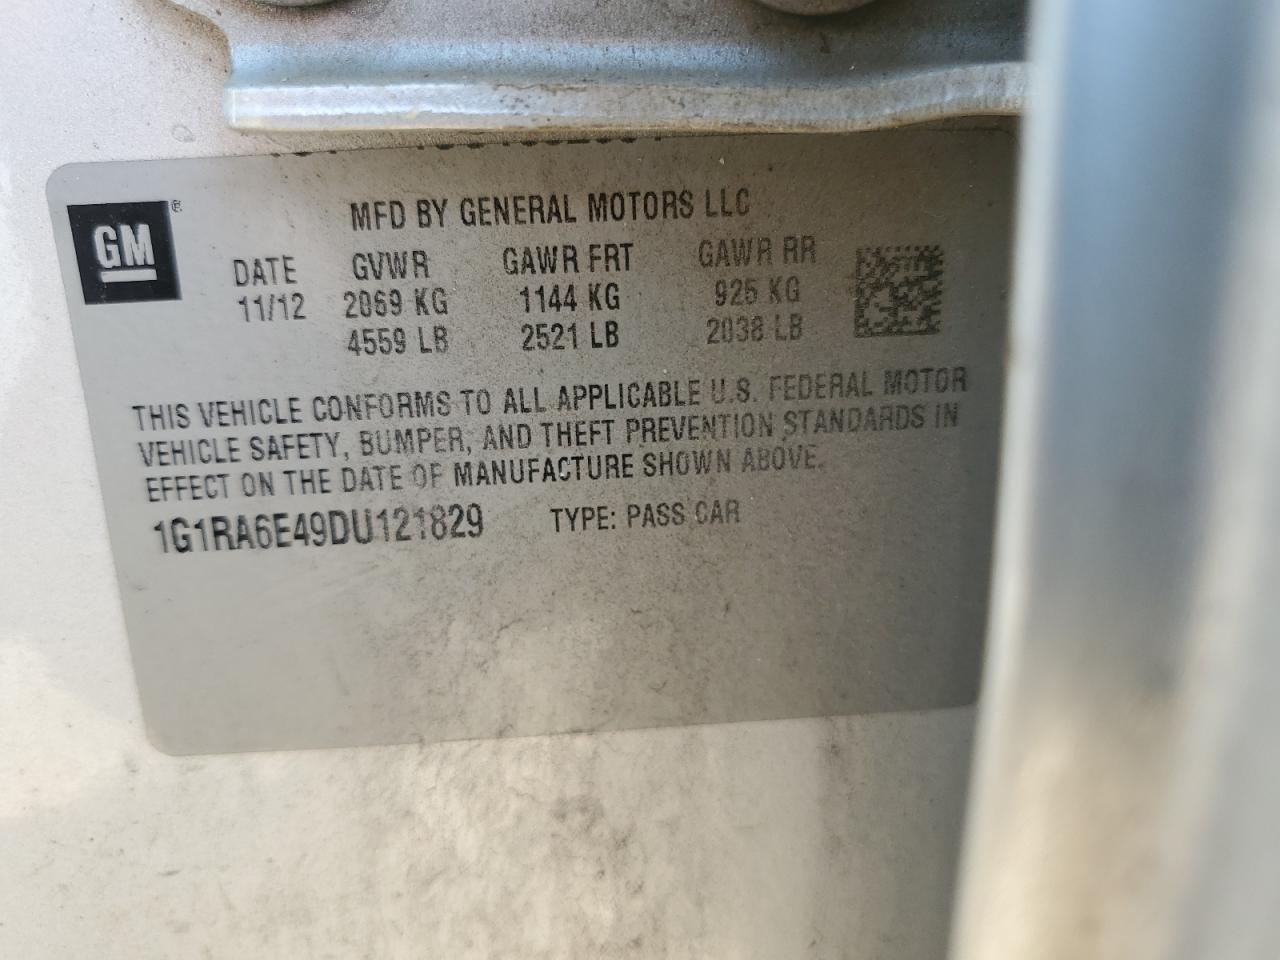 MFD BY GENERAL MOTORS LLC
GM ®
DATE GVWR GAWR FRT GAWR RR
11/12 2069 KG 1144 KG 925 KG
4559 LB 2521 LB 2038 LB
THIS VEHICLE CONFORMS TO ALL APPLICABLE U.S. FEDERAL MOTOR
VEHICLE SAFETY, BUMPER, AND THEFT PREVENTION STANDARDS IN
EFFECT ON THE DATE OF MANUFACTURE SHOWN ABOVE.
1G1RA6E49DU121829 TYPE: PASS CAR